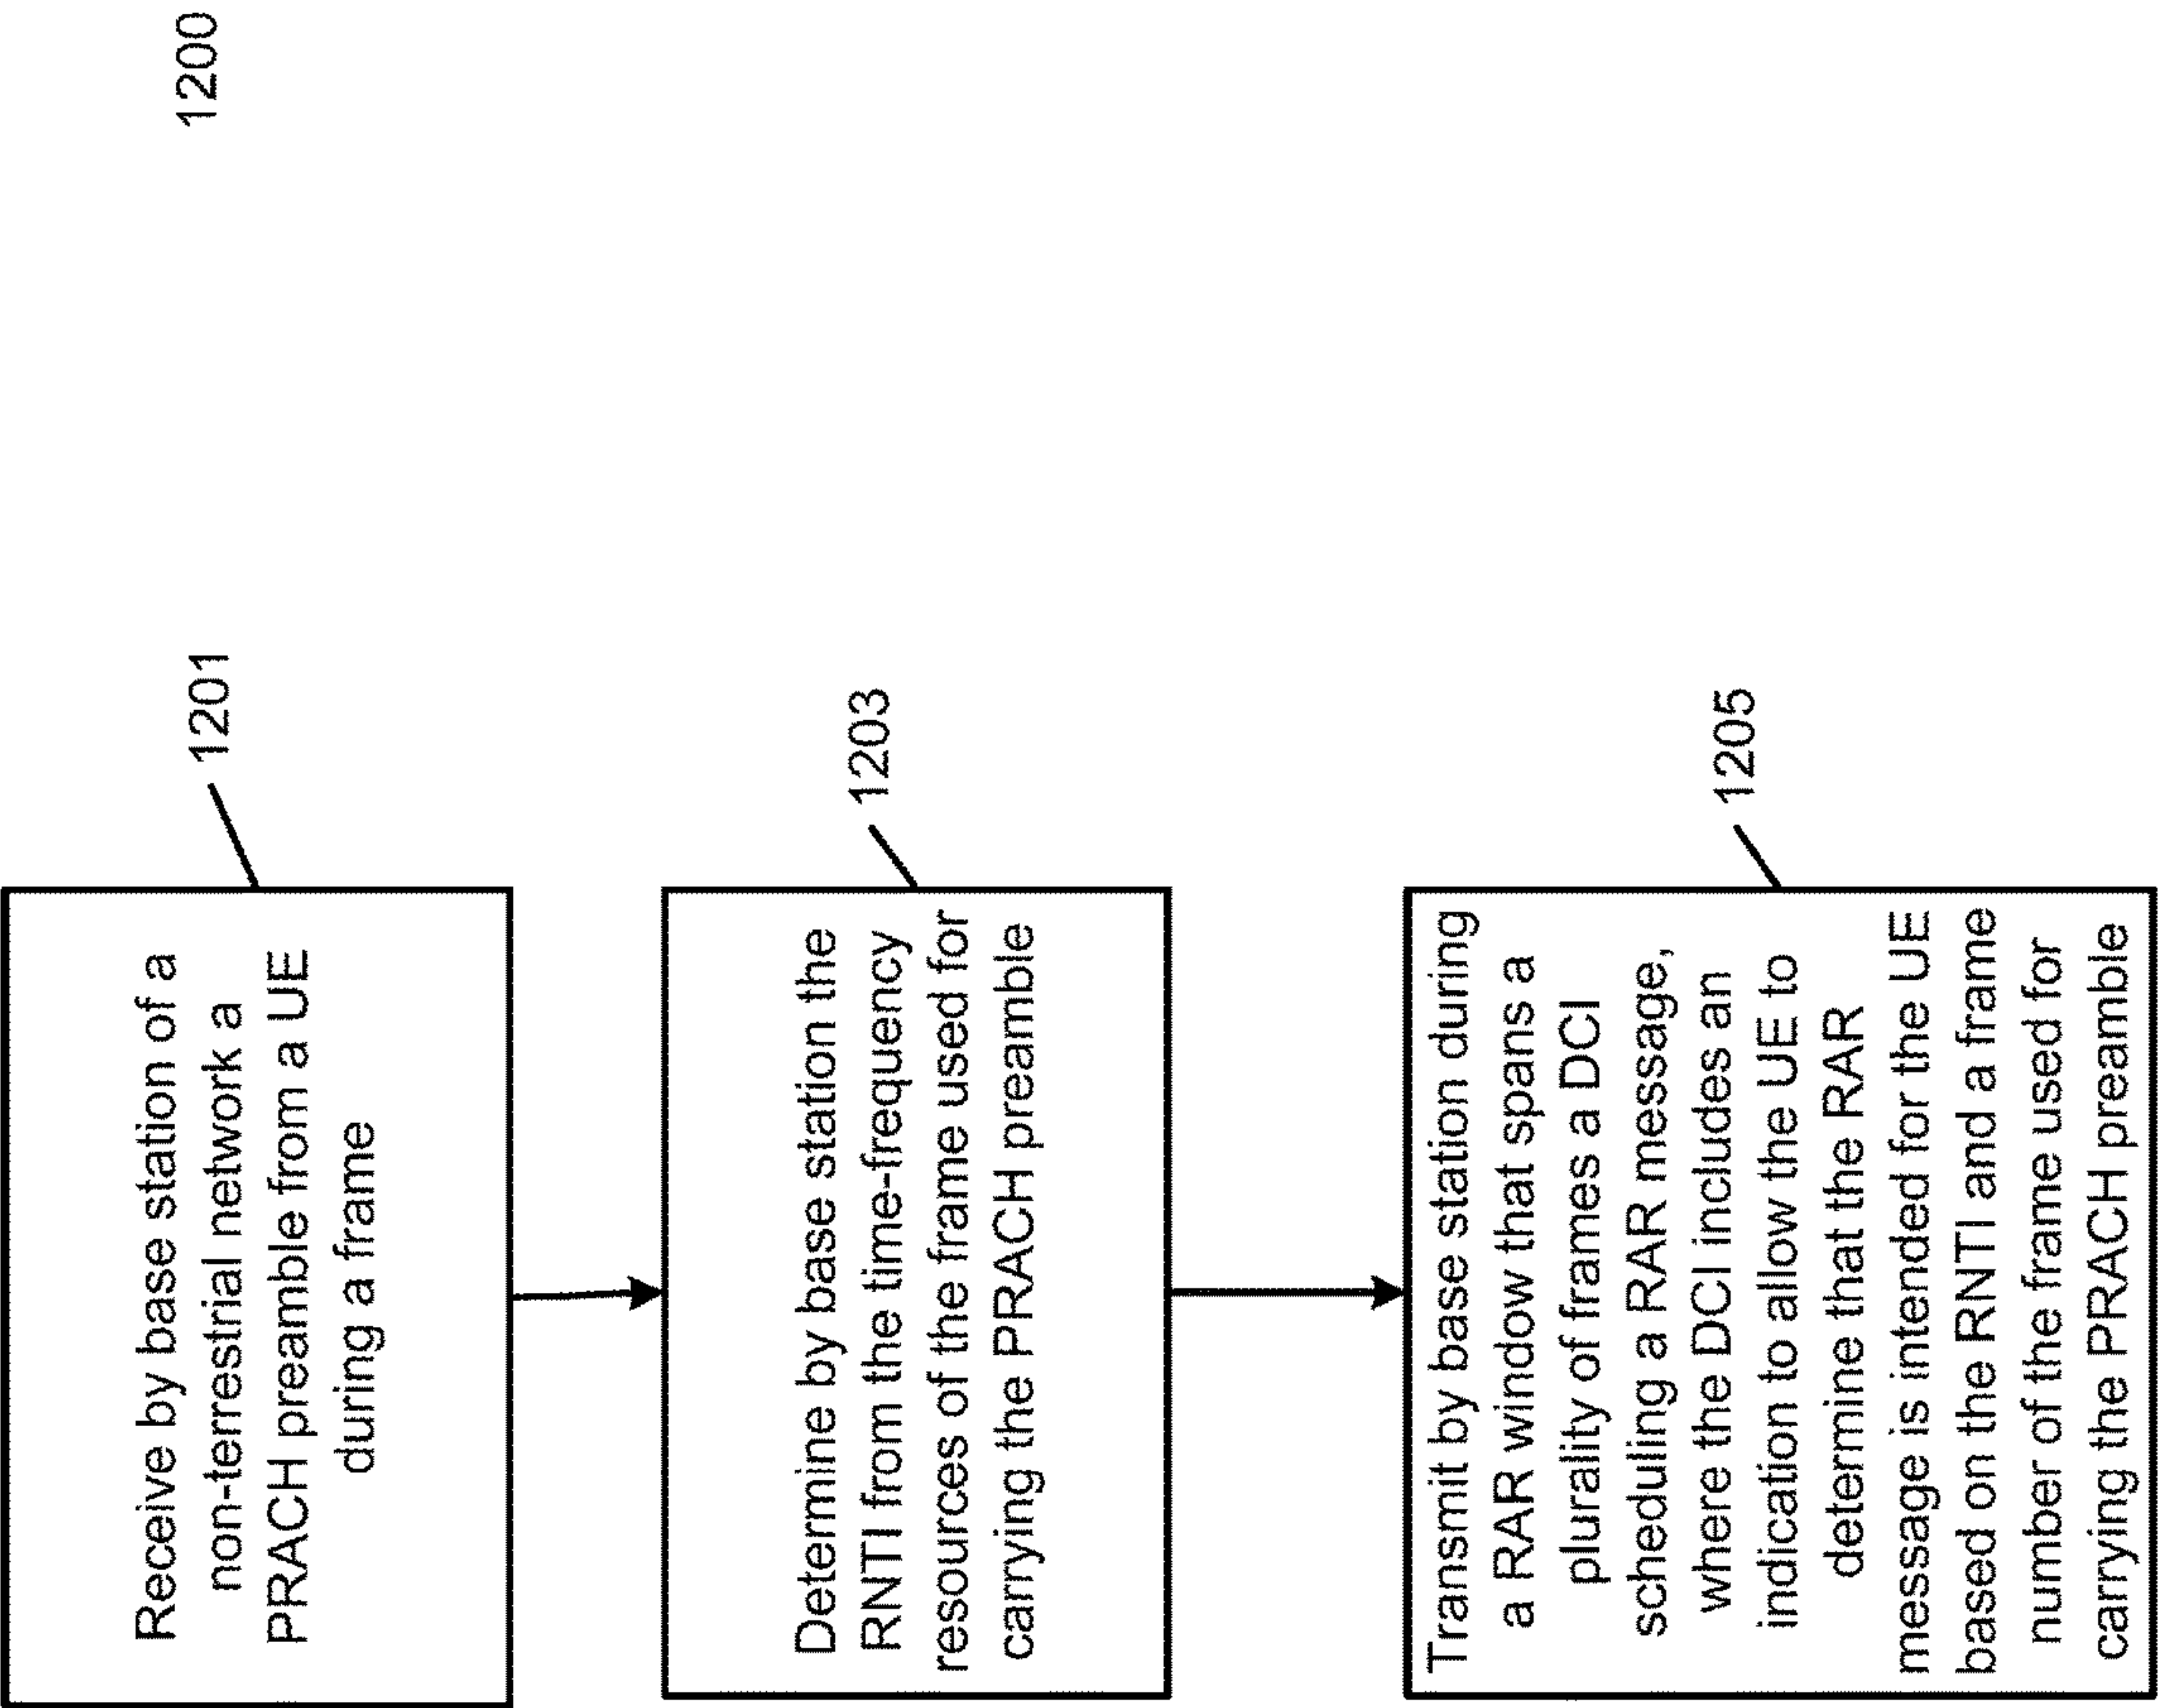 1200
Receive by base station of a
non-terrestrial network a
PRACH preamble from a UE
during a frame
1201
Determine by base station the
RNTI from the time-frequency
resources of the frame used for
carrying the PRACH preamble
1203
Transmit by base station during
a RAR window that spans a
plurality of frames a DCI
scheduling a RAR message,
where the DCI includes an
indication to allow the UE to
determine that the RAR
message is intended for the UE
based on the RNTI and a frame
number of the frame used for
carrying the PRACH preamble
1205